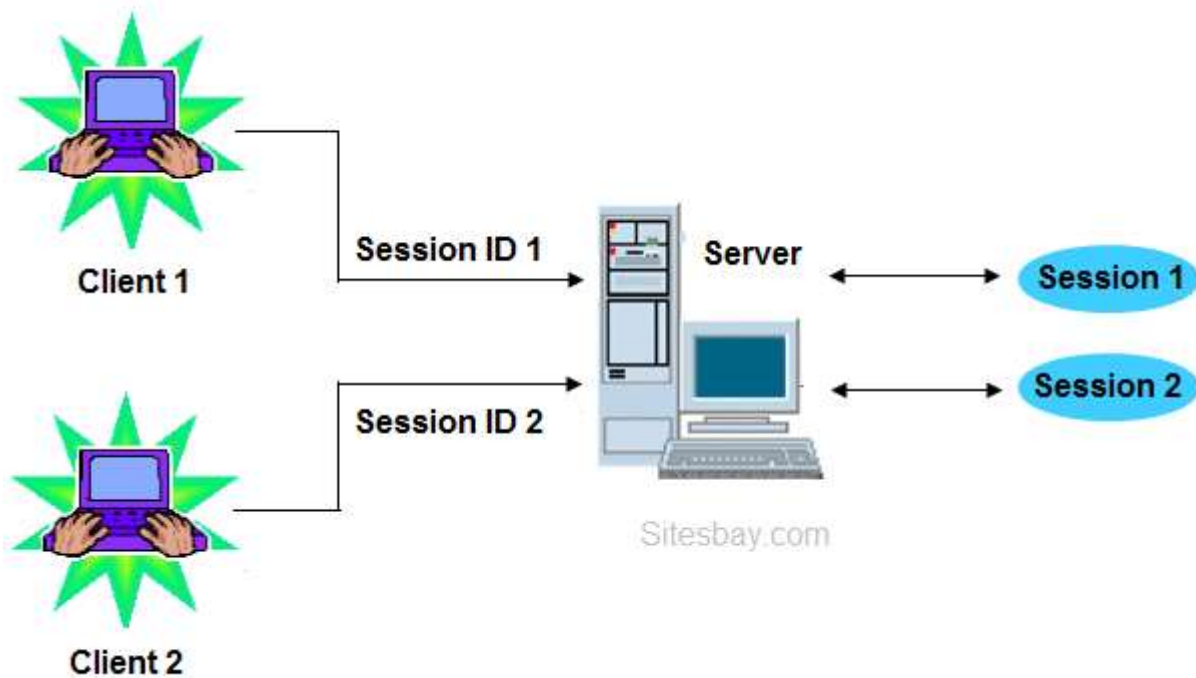 Client 1
Session ID 1
Server
Session 1
Session 2
Session ID 2
Sitesbay.com
Client 2